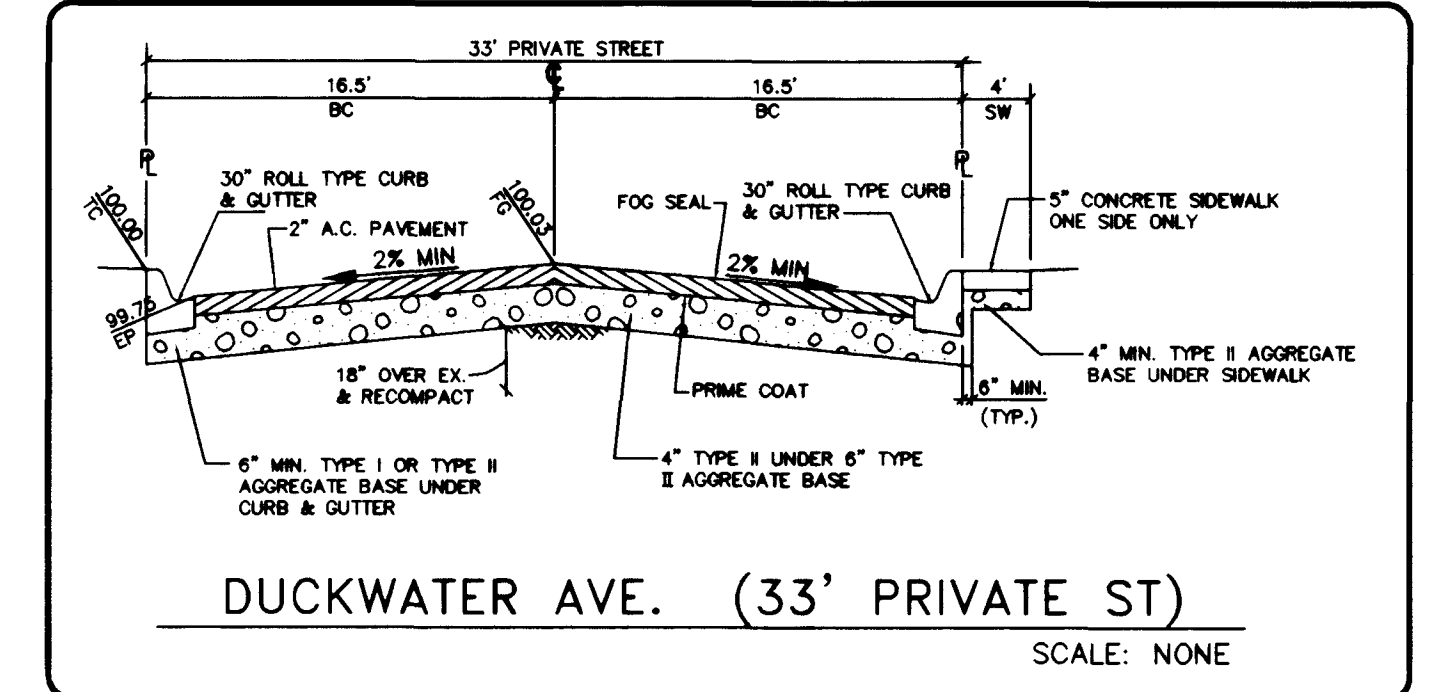 33' PRIVATE STREET
℄
16.5'
BC
16.5'
BC
4'
SW
PL
PL
100.00
TC
30" ROLL TYPE CURB
& GUTTER
2" A.C. PAVEMENT
100.03'
FG
FOG SEAL
30" ROLL TYPE CURB
& GUTTER
5" CONCRETE SIDEWALK
ONE SIDE ONLY
2% MIN
2% MIN
99.75
EP
18" OVER EX.
& RECOMPACT
PRIME COAT
4" MIN. TYPE II AGGREGATE
BASE UNDER SIDEWALK
6" MIN.
(TYP.)
6" MIN. TYPE I OR TYPE II
AGGREGATE BASE UNDER
CURB & GUTTER
4" TYPE II UNDER 6" TYPE
II AGGREGATE BASE
DUCKWATER AVE. (33' PRIVATE ST)
SCALE: NONE